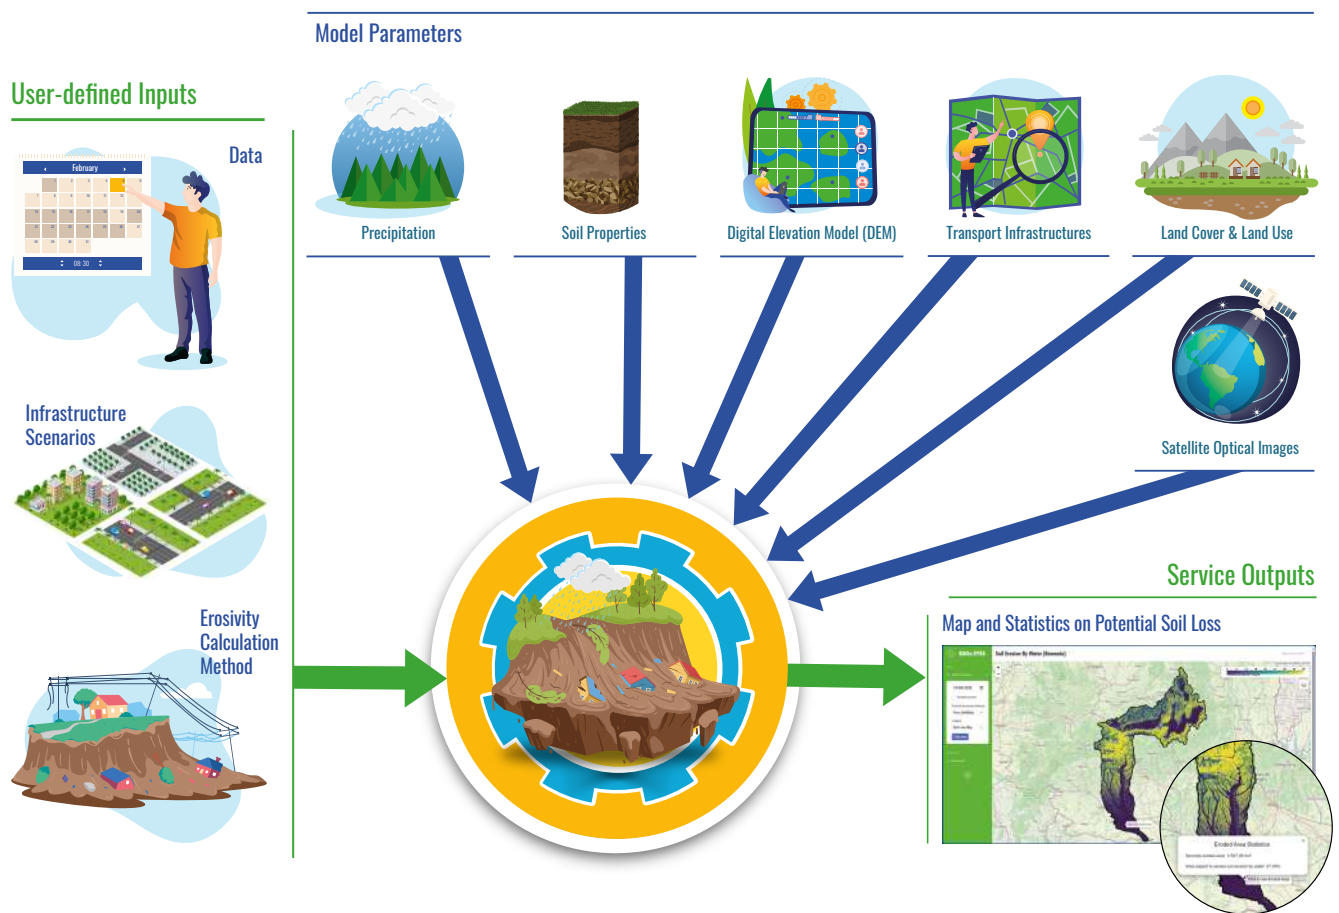 Model Parameters
User-defined Inputs
Data
February
08:30
Precipitation
Soil Properties
Digital Elevation Model (DEM)
Transport Infrastructures
Land Cover & Land Use
Satellite Optical Images
Infrastructure
Scenarios
Erosivity
Calculation
Method
Service Outputs
Map and Statistics on Potential Soil Loss
Soil Erosion By Water (Romania)
Eroded Area Statistics